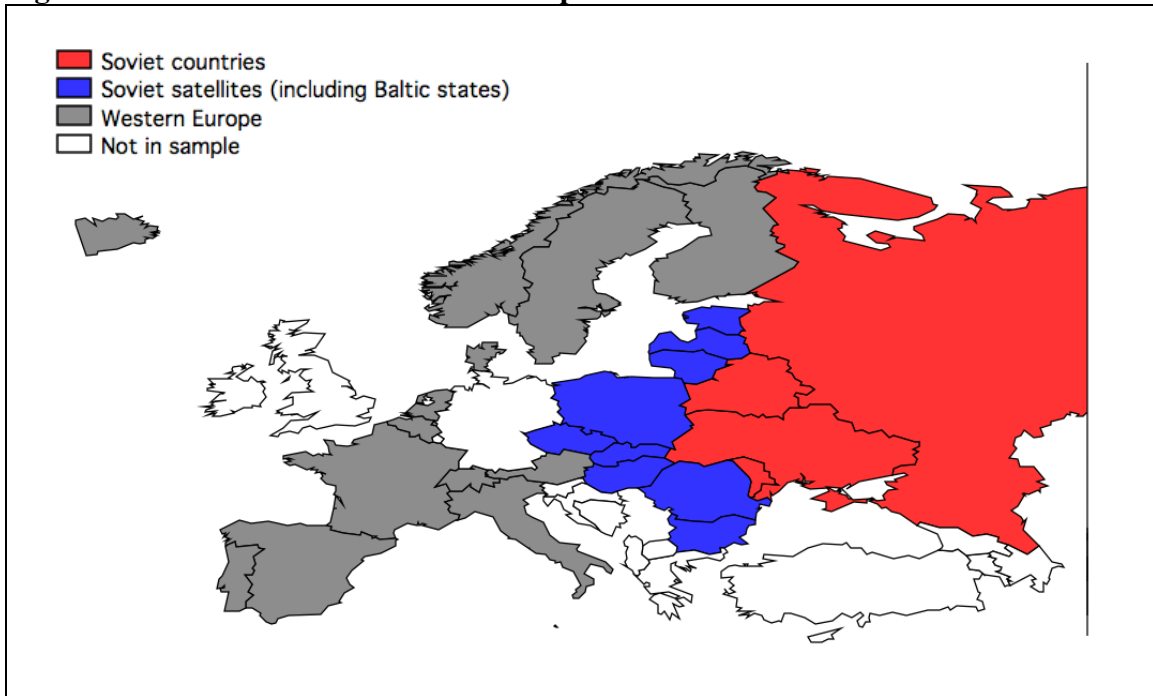 Soviet countries
Soviet satellites (including Baltic states)
Western Europe
Not in sample